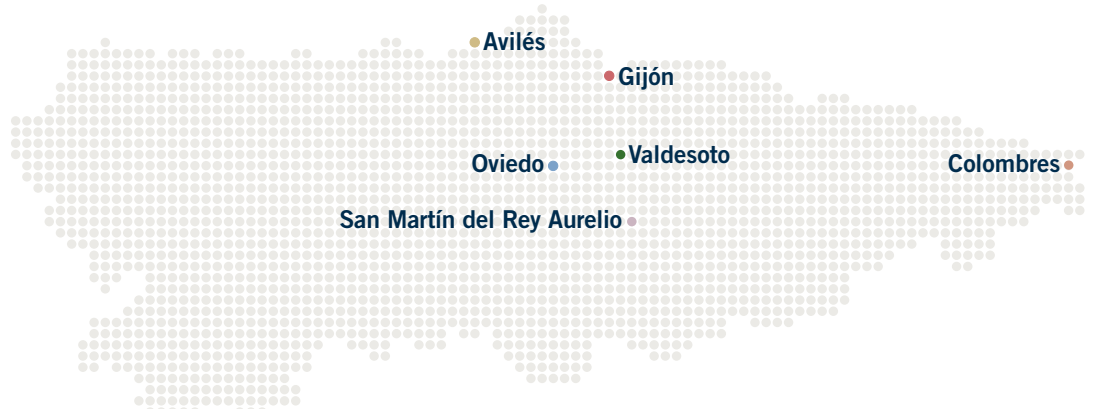 Avilés
Gijón
Valdesoto
Oviedo
Colombres
San Martín del Rey Aurelio